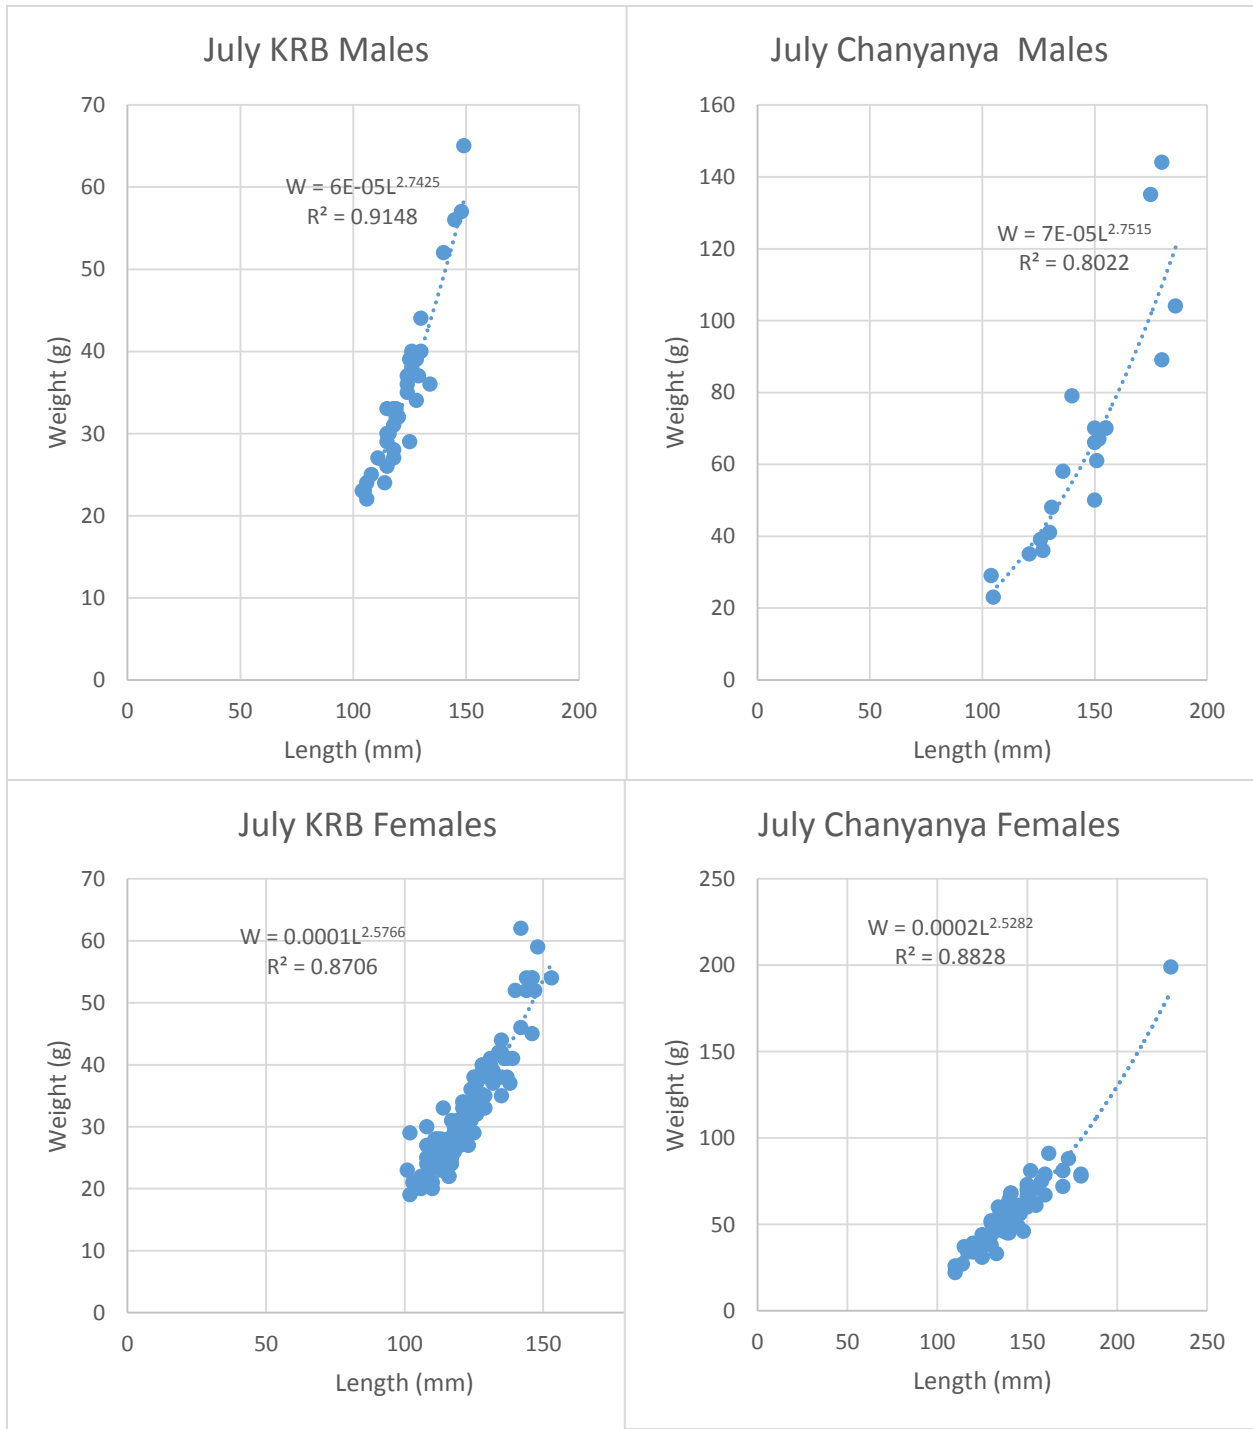 July KRB Males
W = 6E-05L^2.7425
R² = 0.9148
Weight (g)
70
60
50
40
30
20
10
0
0 50 100 150 200
Length (mm)
July Chanyanya Males
W = 7E-05L^2.7515
R² = 0.8022
Weight (g)
160
140
120
100
80
60
40
20
0
0 50 100 150 200
Length (mm)
July KRB Females
W = 0.0001L^2.5766
R² = 0.8706
Weight (g)
70
60
50
40
30
20
10
0
0 50 100 150
Length (mm)
July Chanyanya Females
W = 0.0002L^2.5282
R² = 0.8828
Weight (g)
250
200
150
100
50
0
0 50 100 150 200 250
Length (mm)